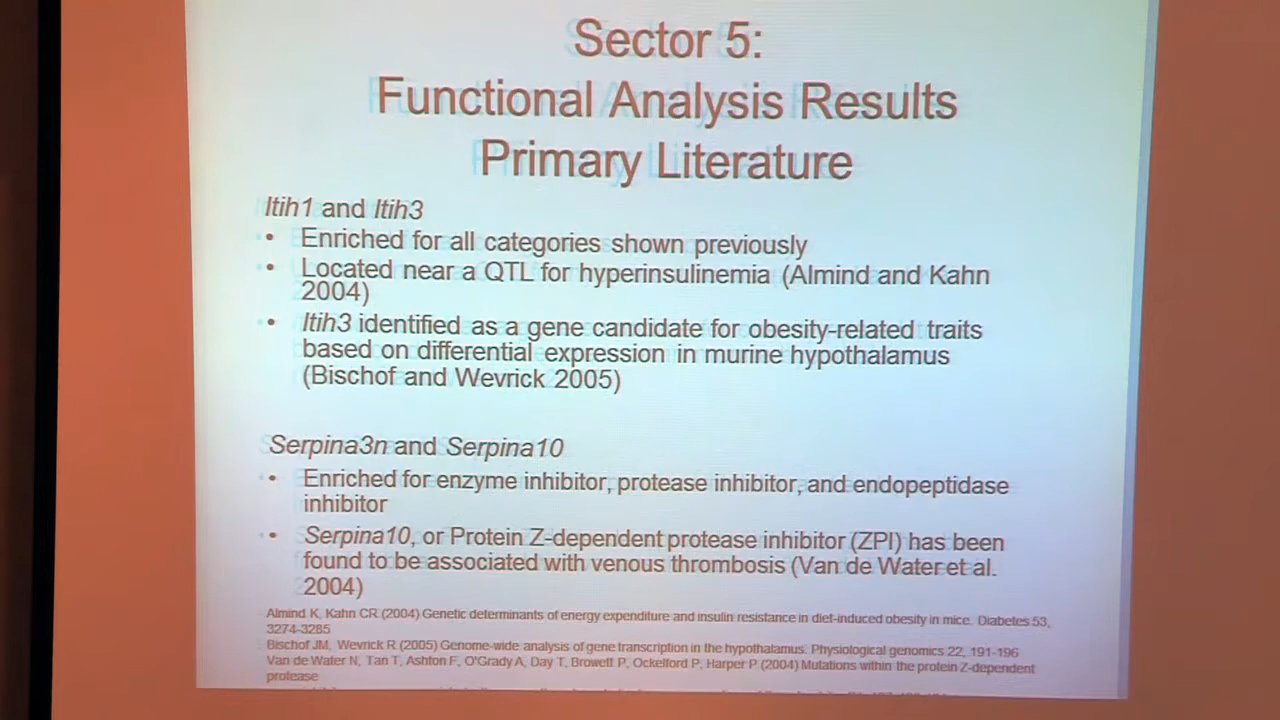 Sector 5:
Functional Analysis Results
Primary Literature
Itih1 and Itih3
• Enriched for all categories shown previously
• Located near a QTL for hyperinsulinemia (Almind and Kahn
2004)
• Itih3 identified as a gene candidate for obesity-related traits
based on differential expression in murine hypothalamus
(Bischof and Wevrick 2005)
Serpina3n and Serpina10
• Enriched for enzyme inhibitor, protease inhibitor, and endopeptidase
inhibitor
• Serpina10, or Protein Z-dependent protease inhibitor (ZPI) has been
found to be associated with venous thrombosis (Van de Water et al.
2004)
Almind K, Kahn CR (2004) Genetic determinants of energy expenditure and insulin resistance in diet-induced obesity in mice. Diabetes 53,
3274-3285
Bischof JM, Wevrick R (2005) Genome-wide analysis of gene transcription in the hypothalamus. Physiological genomics 22, 191-196
Van de Water N, Tan T, Ashton F, O'Grady A, Day T, Browett P, Ockelford P, Harper P (2004) Mutations within the protein Z-dependent
protease